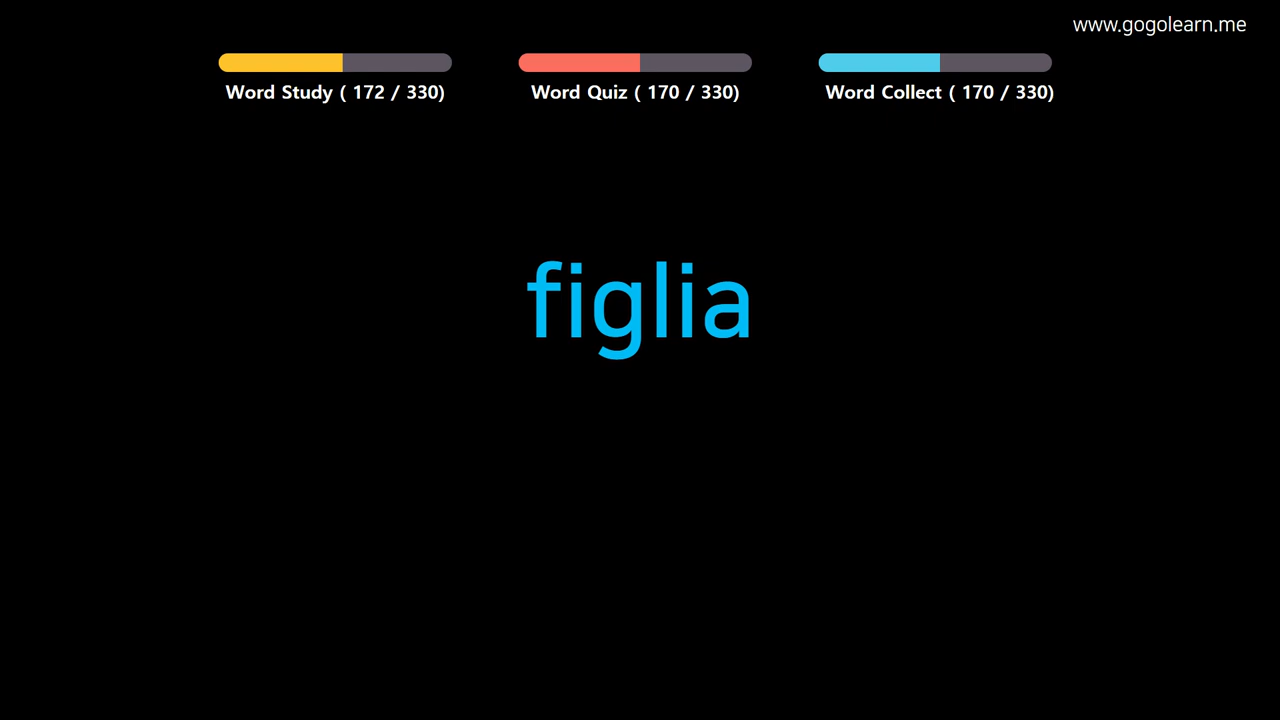 www.gogolearn.me
Word Study ( 172 / 330)
Word Quiz ( 170 / 330)
Word Collect ( 170 / 330)
figlia